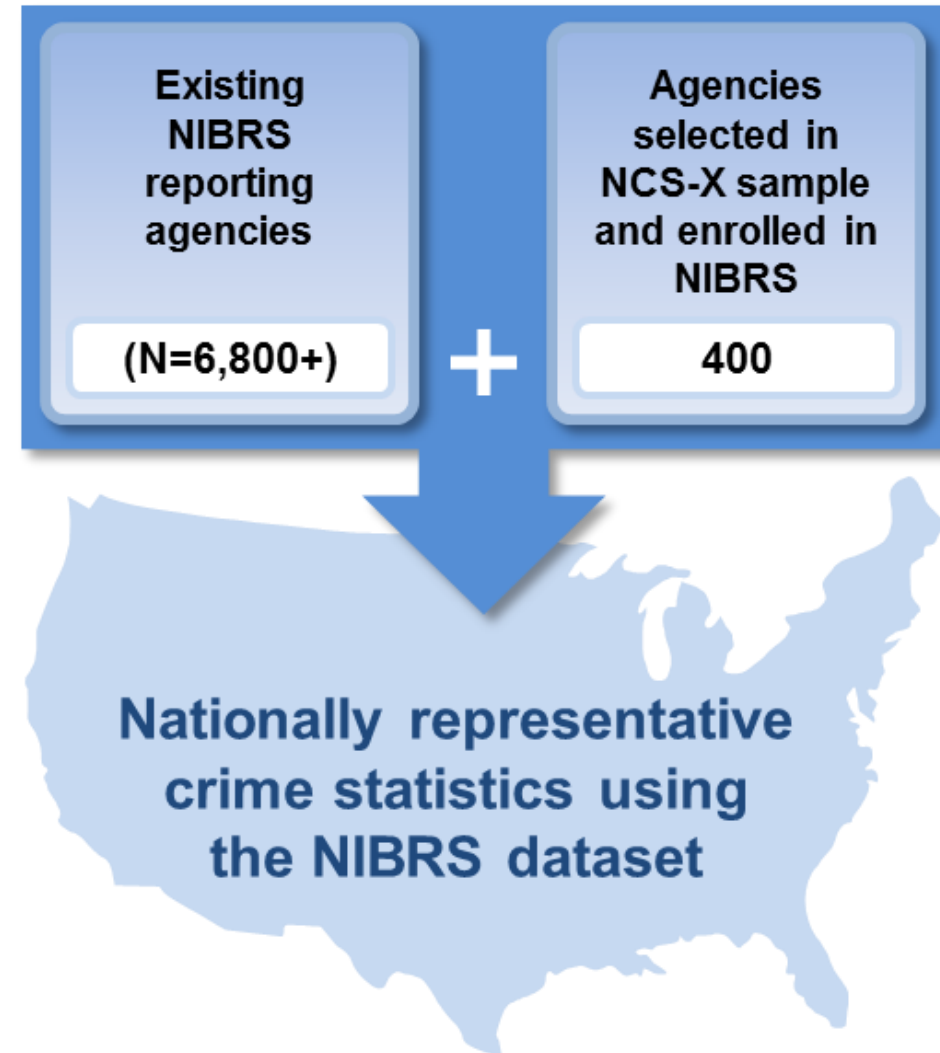 Existing
NIBRS
reporting
agencies
(N=6,800+)
+
Agencies
selected in
NCS-X sample
and enrolled in
NIBRS
400
Nationally representative
crime statistics using
the NIBRS dataset